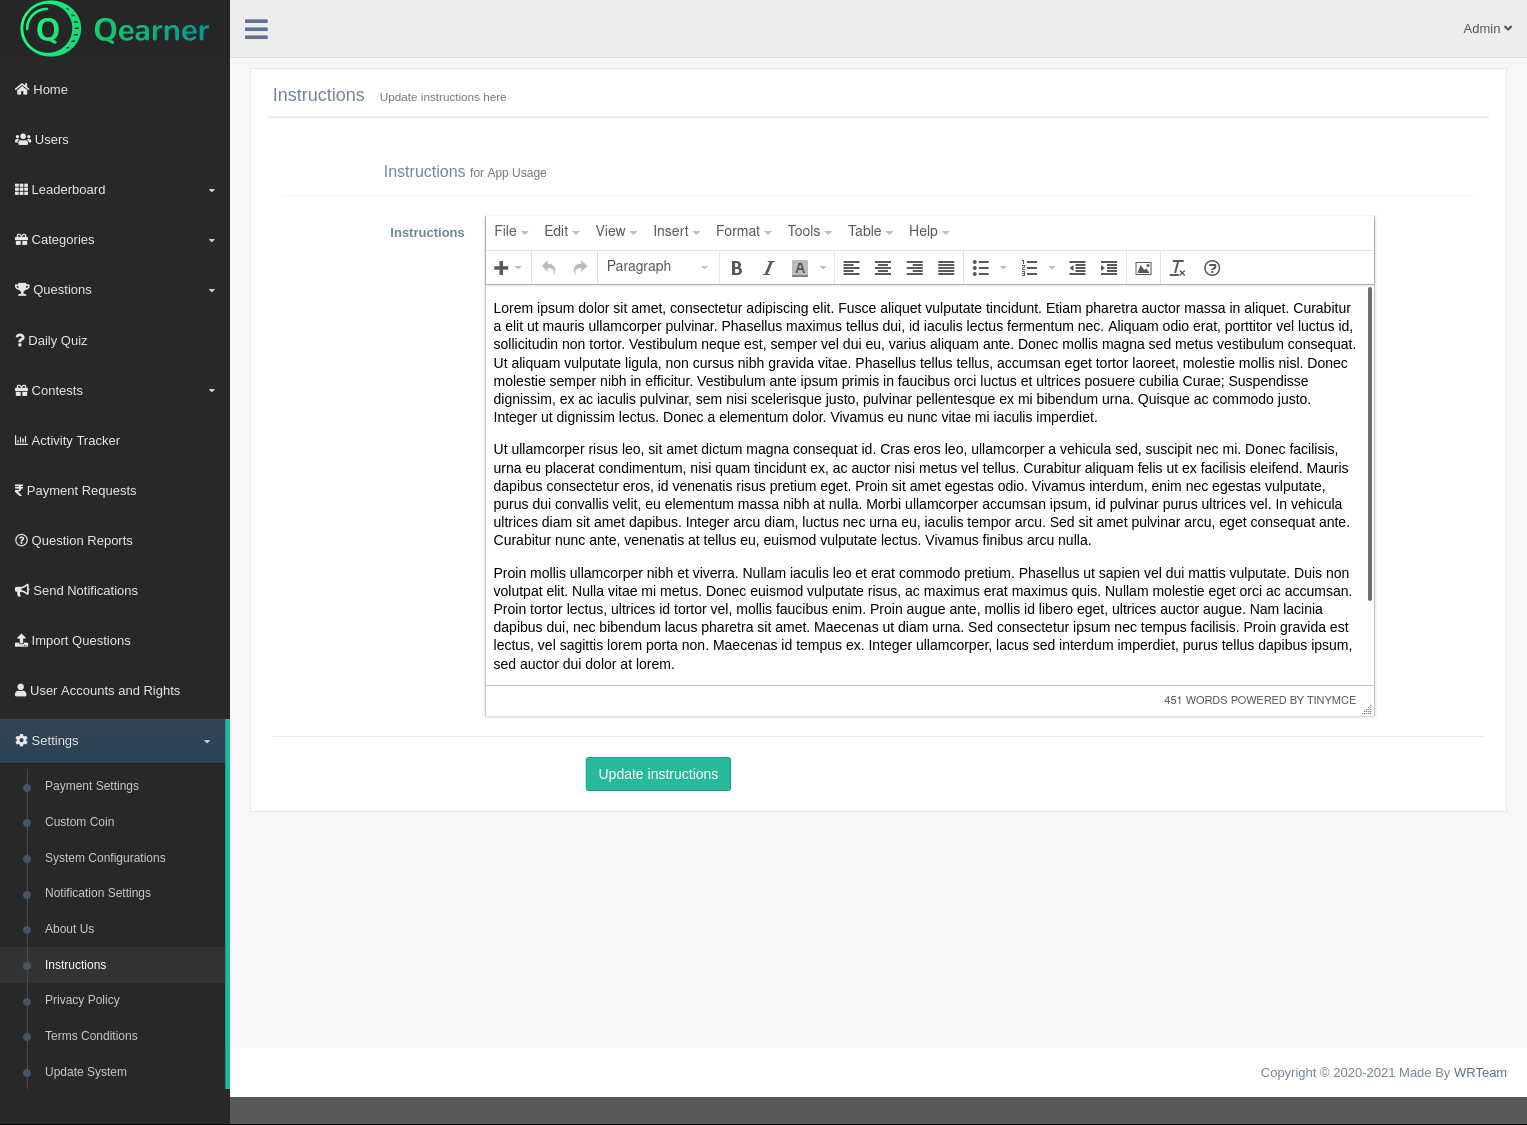 Qearner
Admin
Home
Users
Leaderboard
Categories
Questions
Daily Quiz
Contests
Activity Tracker
Payment Requests
Question Reports
Send Notifications
Import Questions
User Accounts and Rights
Settings
Payment Settings
Custom Coin
System Configurations
Notification Settings
About Us
Instructions
Privacy Policy
Terms Conditions
Update System
Instructions Update instructions here
Instructions for App Usage
Instructions
File Edit View Insert Format Tools Table Help
Paragraph B I A
Lorem ipsum dolor sit amet, consectetur adipiscing elit. Fusce aliquet vulputate tincidunt. Etiam pharetra auctor massa in aliquet. Curabitur
a elit ut mauris ullamcorper pulvinar. Phasellus maximus tellus dui, id iaculis lectus fermentum nec. Aliquam odio erat, porttitor vel luctus id,
sollicitudin non tortor. Vestibulum neque est, semper vel dui eu, varius aliquam ante. Donec mollis magna sed metus vestibulum consequat.
Ut aliquam vulputate ligula, non cursus nibh gravida vitae. Phasellus tellus tellus, accumsan eget tortor laoreet, molestie mollis nisl. Donec
molestie semper nibh in efficitur. Vestibulum ante ipsum primis in faucibus orci luctus et ultrices posuere cubilia Curae; Suspendisse
dignissim, ex ac iaculis pulvinar, sem nisi scelerisque justo, pulvinar pellentesque ex mi bibendum urna. Quisque ac commodo justo.
Integer ut dignissim lectus. Donec a elementum dolor. Vivamus eu nunc vitae mi iaculis imperdiet.
Ut ullamcorper risus leo, sit amet dictum magna consequat id. Cras eros leo, ullamcorper a vehicula sed, suscipit nec mi. Donec facilisis,
urna eu placerat condimentum, nisi quam tincidunt ex, ac auctor nisi metus vel tellus. Curabitur aliquam felis ut ex facilisis eleifend. Mauris
dapibus consectetur eros, id venenatis risus pretium eget. Proin sit amet egestas odio. Vivamus interdum, enim nec egestas vulputate,
purus dui convallis velit, eu elementum massa nibh at nulla. Morbi ullamcorper accumsan ipsum, id pulvinar purus ultrices vel. In vehicula
ultrices diam sit amet dapibus. Integer arcu diam, luctus nec urna eu, iaculis tempor arcu. Sed sit amet pulvinar arcu, eget consequat ante.
Curabitur nunc ante, venenatis at tellus eu, euismod vulputate lectus. Vivamus finibus arcu nulla.
Proin mollis ullamcorper nibh et viverra. Nullam iaculis leo et erat commodo pretium. Phasellus ut sapien vel dui mattis vulputate. Duis non
volutpat elit. Nulla vitae mi metus. Donec euismod vulputate risus, ac maximus erat maximus quis. Nullam molestie eget orci ac accumsan.
Proin tortor lectus, ultrices id tortor vel, mollis faucibus enim. Proin augue ante, mollis id libero eget, ultrices auctor augue. Nam lacinia
dapibus dui, nec bibendum lacus pharetra sit amet. Maecenas ut diam urna. Sed consectetur ipsum nec tempus facilisis. Proin gravida est
lectus, vel sagittis lorem porta non. Maecenas id tempus ex. Integer ullamcorper, lacus sed interdum imperdiet, purus tellus dapibus ipsum,
sed auctor dui dolor at lorem.
451 WORDS POWERED BY TINYMCE
Update instructions
Copyright © 2020-2021 Made By WRTeam